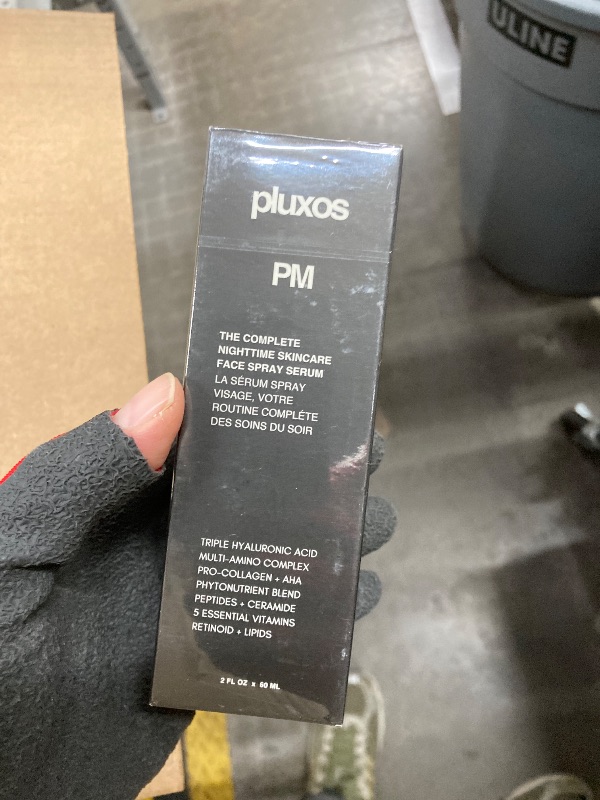 ULINE
pluxos
PM
THE COMPLETE
NIGHTTIME SKINCARE
FACE SPRAY SERUM
LA SÉRUM SPRAY
VISAGE, VOTRE
ROUTINE COMPLÉTE
DES SOINS DU SOIR
TRIPLE HYALURONIC ACID
MULTI-AMINO COMPLEX
PRO-COLLAGEN + AHA
PHYTONUTRIENT BLEND
PEPTIDES + CERAMIDE
5 ESSENTIAL VITAMINS
RETINOID + LIPIDS
2 FL OZ x 60 ML